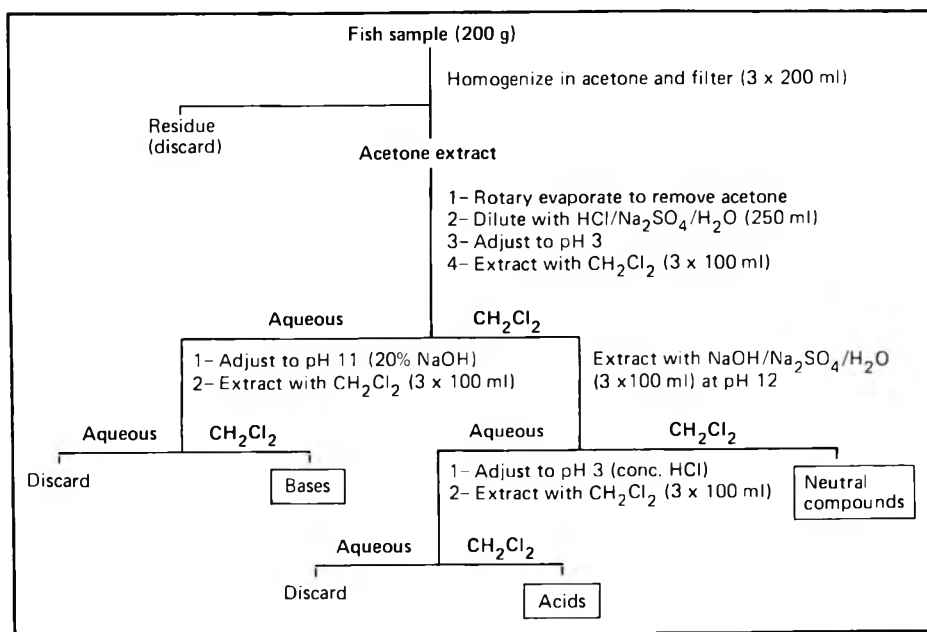 Fish sample (200 g)
Homogenize in acetone and filter (3 x 200 ml)
Residue
(discard)
Acetone extract
1– Rotary evaporate to remove acetone
2– Dilute with HCl/Na₂SO₄/H₂O (250 ml)
3– Adjust to pH 3
4– Extract with CH₂Cl₂ (3 x 100 ml)
Aqueous
CH₂Cl₂
1– Adjust to pH 11 (20% NaOH)
2– Extract with CH₂Cl₂ (3 x 100 ml)
Extract with NaOH/Na₂SO₄/H₂O
(3 x 100 ml) at pH 12
Aqueous
CH₂Cl₂
Discard
Bases
Aqueous
CH₂Cl₂
1– Adjust to pH 3 (conc. HCl)
2– Extract with CH₂Cl₂ (3 x 100 ml)
Neutral
compounds
Aqueous
CH₂Cl₂
Discard
Acids